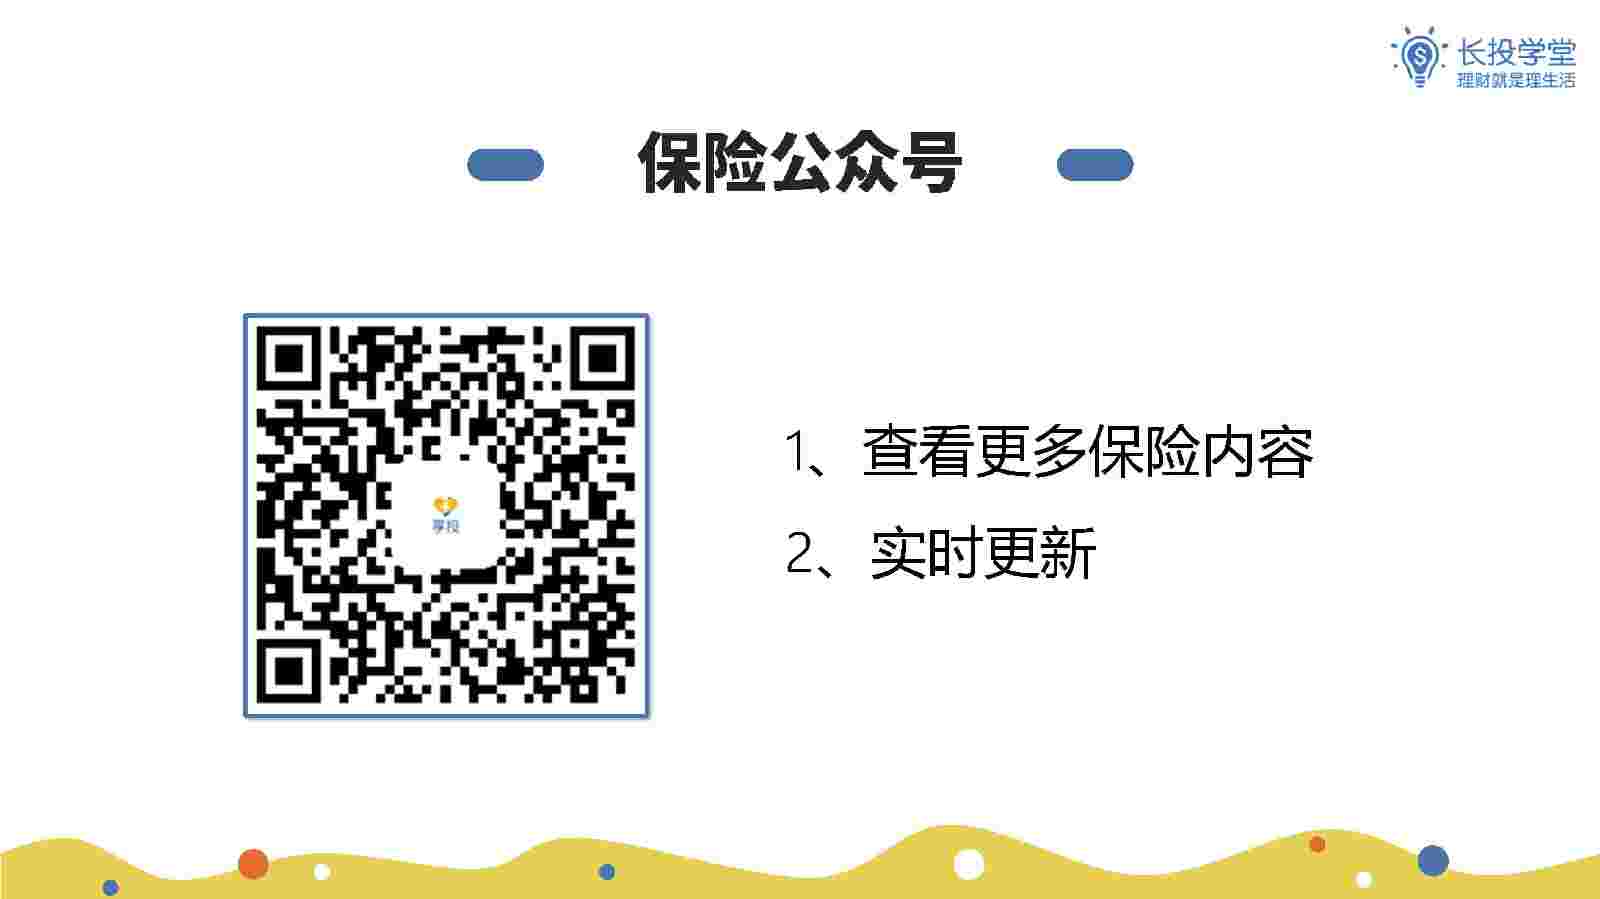 长投学堂
理财就是理生活
保险公众号
享投
1、查看更多保险内容
2、实时更新